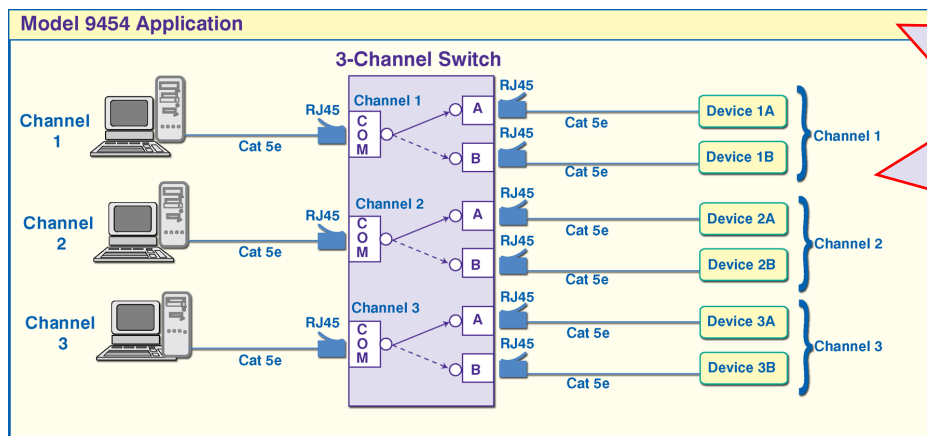 Model 9454 Application
3-Channel Switch
Channel 1
RJ45
Cat 5e
Channel 1
C O M
A
B
RJ45
Cat 5e
RJ45
Cat 5e
Device 1A
Device 1B
Channel 1
Channel 2
RJ45
Cat 5e
Channel 2
C O M
A
B
RJ45
Cat 5e
RJ45
Cat 5e
Device 2A
Device 2B
Channel 2
Channel 3
RJ45
Cat 5e
Channel 3
C O M
A
B
RJ45
Cat 5e
RJ45
Cat 5e
Device 3A
Device 3B
Channel 3